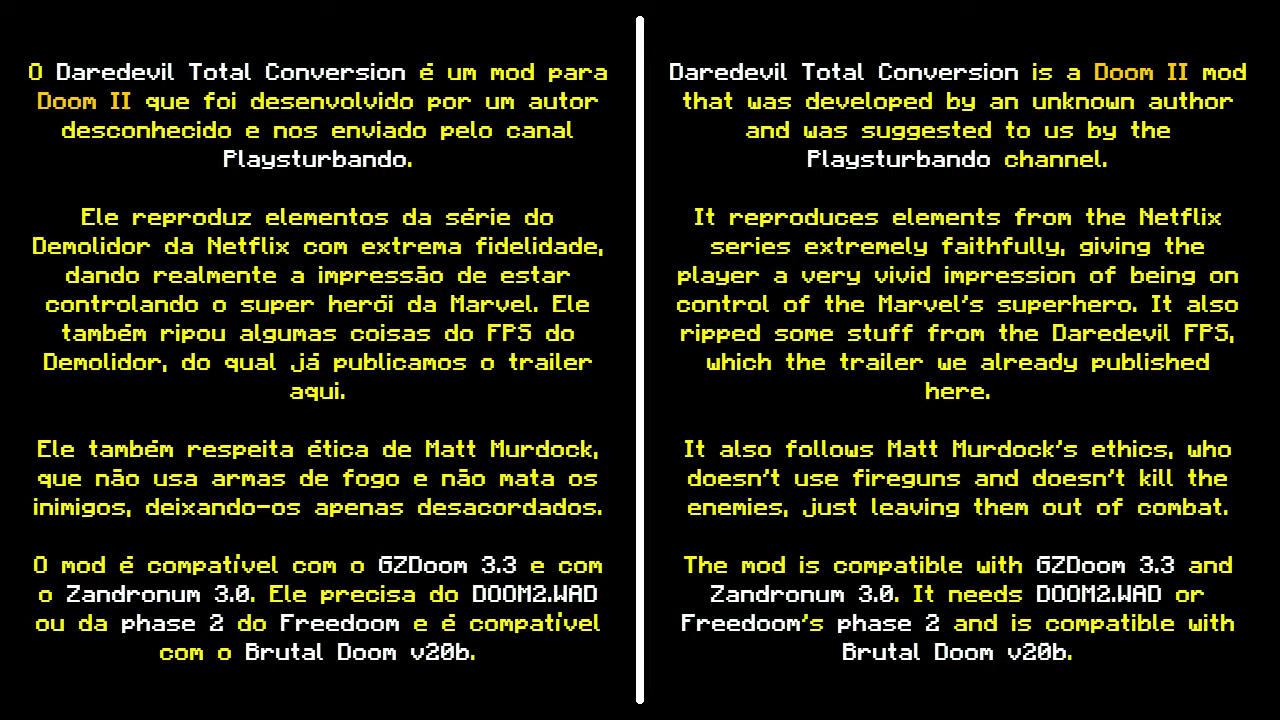 O Daredevil Total Conversion é um mod para
Doom II que foi desenvolvido por um autor
desconhecido e nos enviado pelo canal
Playsturbando.
Ele reproduz elementos da série do
Demolidor da Netflix com extrema fidelidade,
dando realmente a impressão de estar
controlando o super herói da Marvel. Ele
também ripou algumas coisas do FPS do
Demolidor, do qual já publicamos o trailer
aqui.
Ele também respeita ética de Matt Murdock,
que não usa armas de fogo e não mata os
inimigos, deixando-os apenas desacordados.
O mod é compatível com o GZDoom 3.3 e com
o Zandronum 3.0. Ele precisa do DOOM2.WAD
ou da phase 2 do Freedoom e é compatível
com o Brutal Doom v20b.
Daredevil Total Conversion is a Doom II mod
that was developed by an unknown author
and was suggested to us by the
Playsturbando channel.
It reproduces elements from the Netflix
series extremely faithfully, giving the
player a very vivid impression of being on
control of the Marvel's superhero. It also
ripped some stuff from the Daredevil FPS,
which the trailer we already published
here.
It also follows Matt Murdock's ethics, who
doesn't use fireguns and doesn't kill the
enemies, just leaving them out of combat.
The mod is compatible with GZDoom 3.3 and
Zandronum 3.0. It needs DOOM2.WAD or
Freedoom's phase 2 and is compatible with
Brutal Doom v20b.